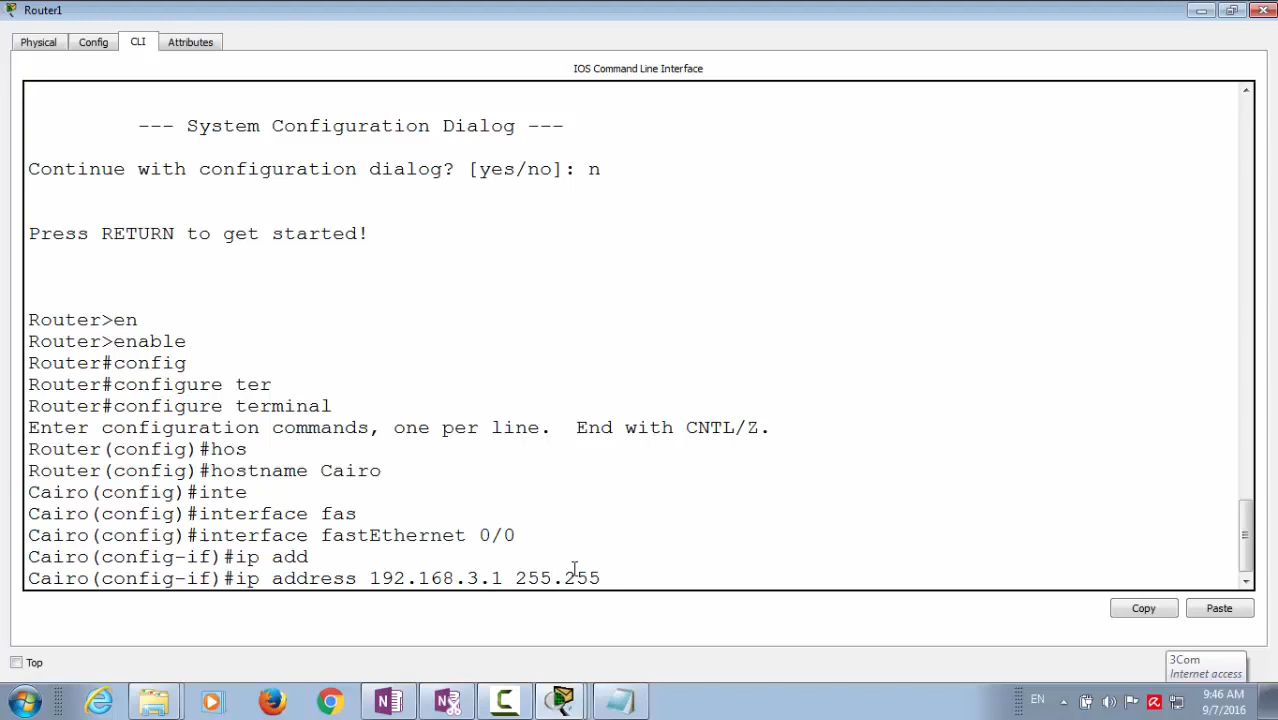 Router1
Physical Config CLI Attributes
IOS Command Line Interface
--- System Configuration Dialog ---
Continue with configuration dialog? [yes/no]: n
Press RETURN to get started!
Router>en
Router>enable
Router#config
Router#configure ter
Router#configure terminal
Enter configuration commands, one per line.  End with CNTL/Z.
Router(config)#hos
Router(config)#hostname Cairo
Cairo(config)#inte
Cairo(config)#interface fas
Cairo(config)#interface fastEthernet 0/0
Cairo(config-if)#ip add
Cairo(config-if)#ip address 192.168.3.1 255.255
Copy Paste
Top
3Com
Internet access
EN
9:46 AM
9/7/2016